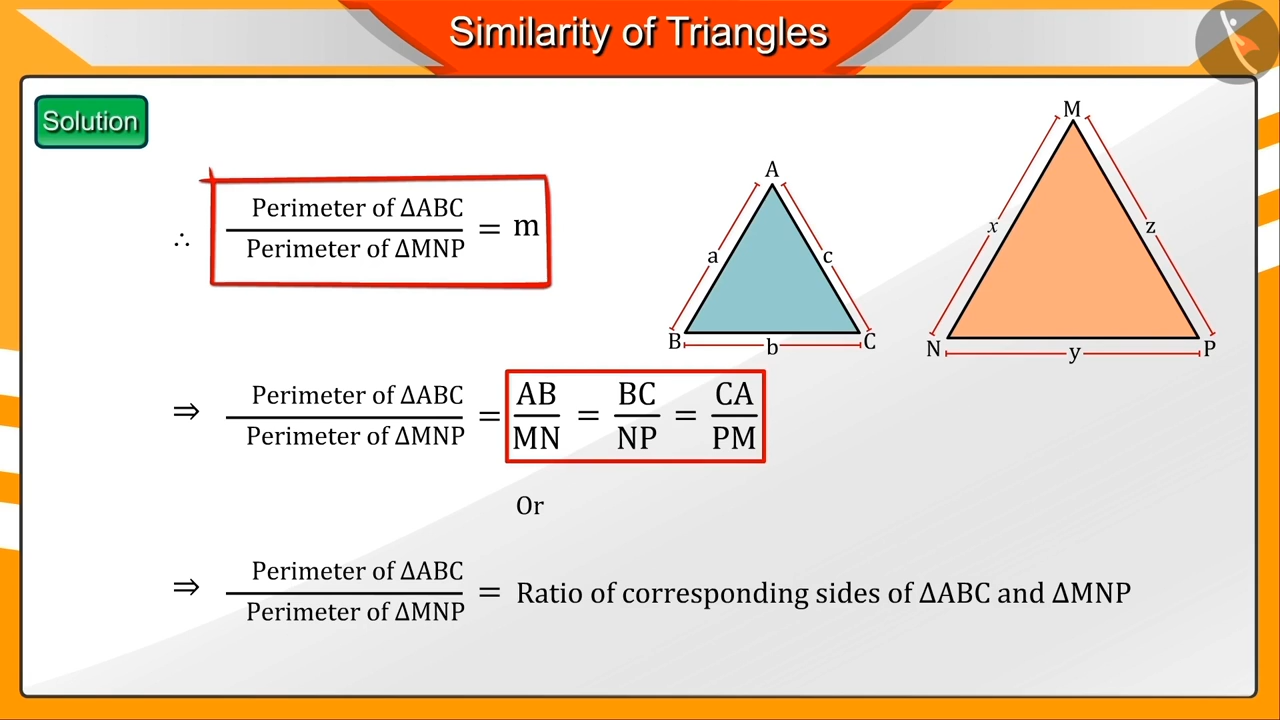 Similarity of Triangles
Solution
∴ Perimeter of ΔABC / Perimeter of ΔMNP = m
A
a
c
B
b
C
M
x
z
N
y
P
⇒ Perimeter of ΔABC / Perimeter of ΔMNP = AB/MN = BC/NP = CA/PM
Or
⇒ Perimeter of ΔABC / Perimeter of ΔMNP = Ratio of corresponding sides of ΔABC and ΔMNP